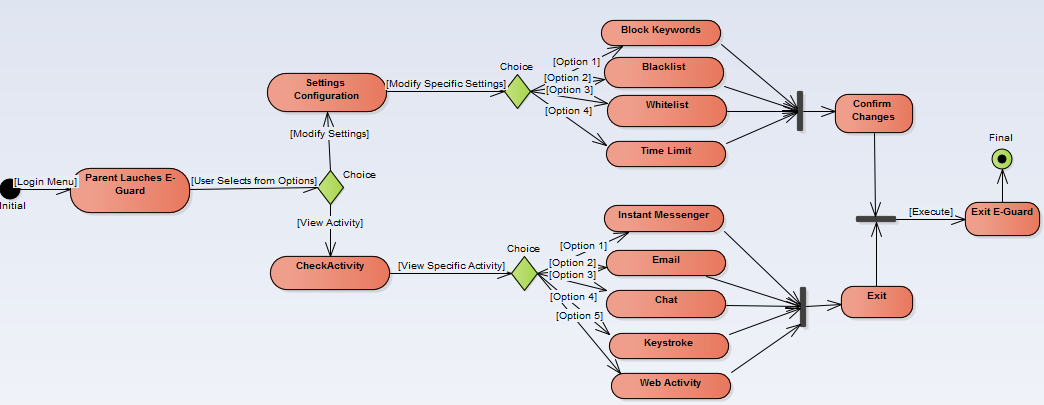 Initial
[Login Menu]
Parent Lauches E-
Guard
[User Selects from Options]
Choice
[Modify Settings]
Settings
Configuration
[Modify Specific Settings]
Choice
[Option 1]
[Option 2]
[Option 3]
[Option 4]
Block Keywords
Blacklist
Whitelist
Time Limit
Confirm
Changes
[View Activity]
CheckActivity
[View Specific Activity]
Choice
[Option 1]
[Option 2]
[Option 3]
[Option 4]
[Option 5]
Instant Messenger
Email
Chat
Keystroke
Web Activity
Exit
[Execute]
Exit E-Guard
Final